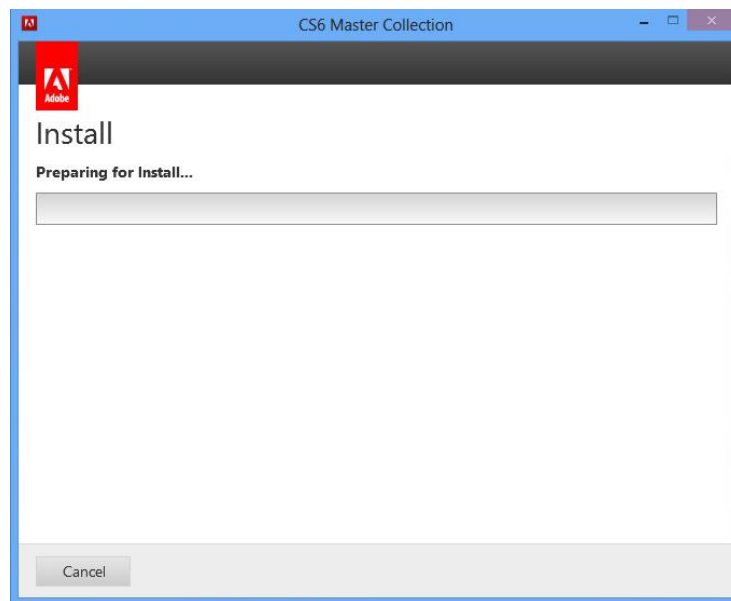 CS6 Master Collection
Adobe
Install
Preparing for Install...
Cancel